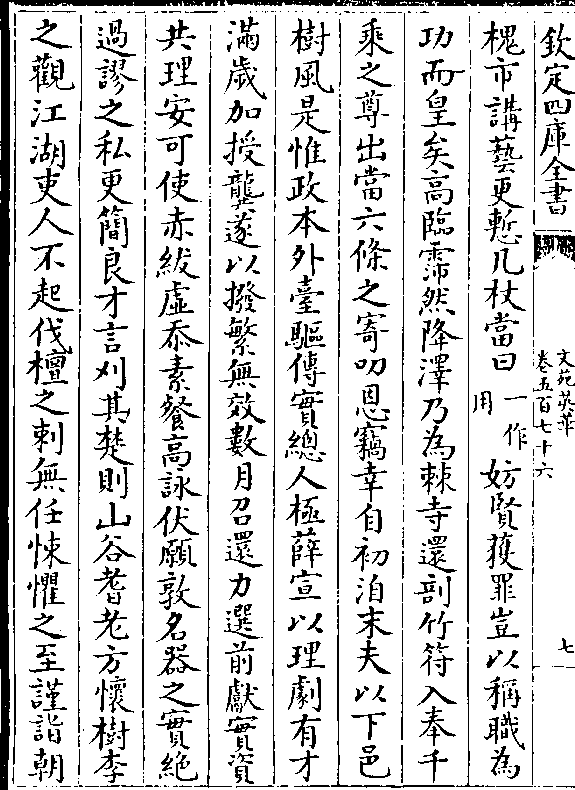 欽定四庫全書
文苑英華
卷五百七十六
七
槐市講藝更慙几杖當曰一作用妨賢獲罪豈以稱職為
功而皇矣高臨霈然降澤乃為棘寺還剖竹符入奉千
乘之尊出當六條之寄叨恩竊幸自初洎末夫以下邑
樹風是惟政本外臺驅傳實總人極薛宣以理劇有才
滿歲加授龔遂以撥繁無效數月召還力選前獻實資
共理安可使赤紱虛忝素餐高詠伏願敦名器之實絶
過謬之私更簡良才言刈其楚則山谷耆老方懷樹李
之觀江湖吏人不起伐檀之刺無任悚懼之至謹詣朝